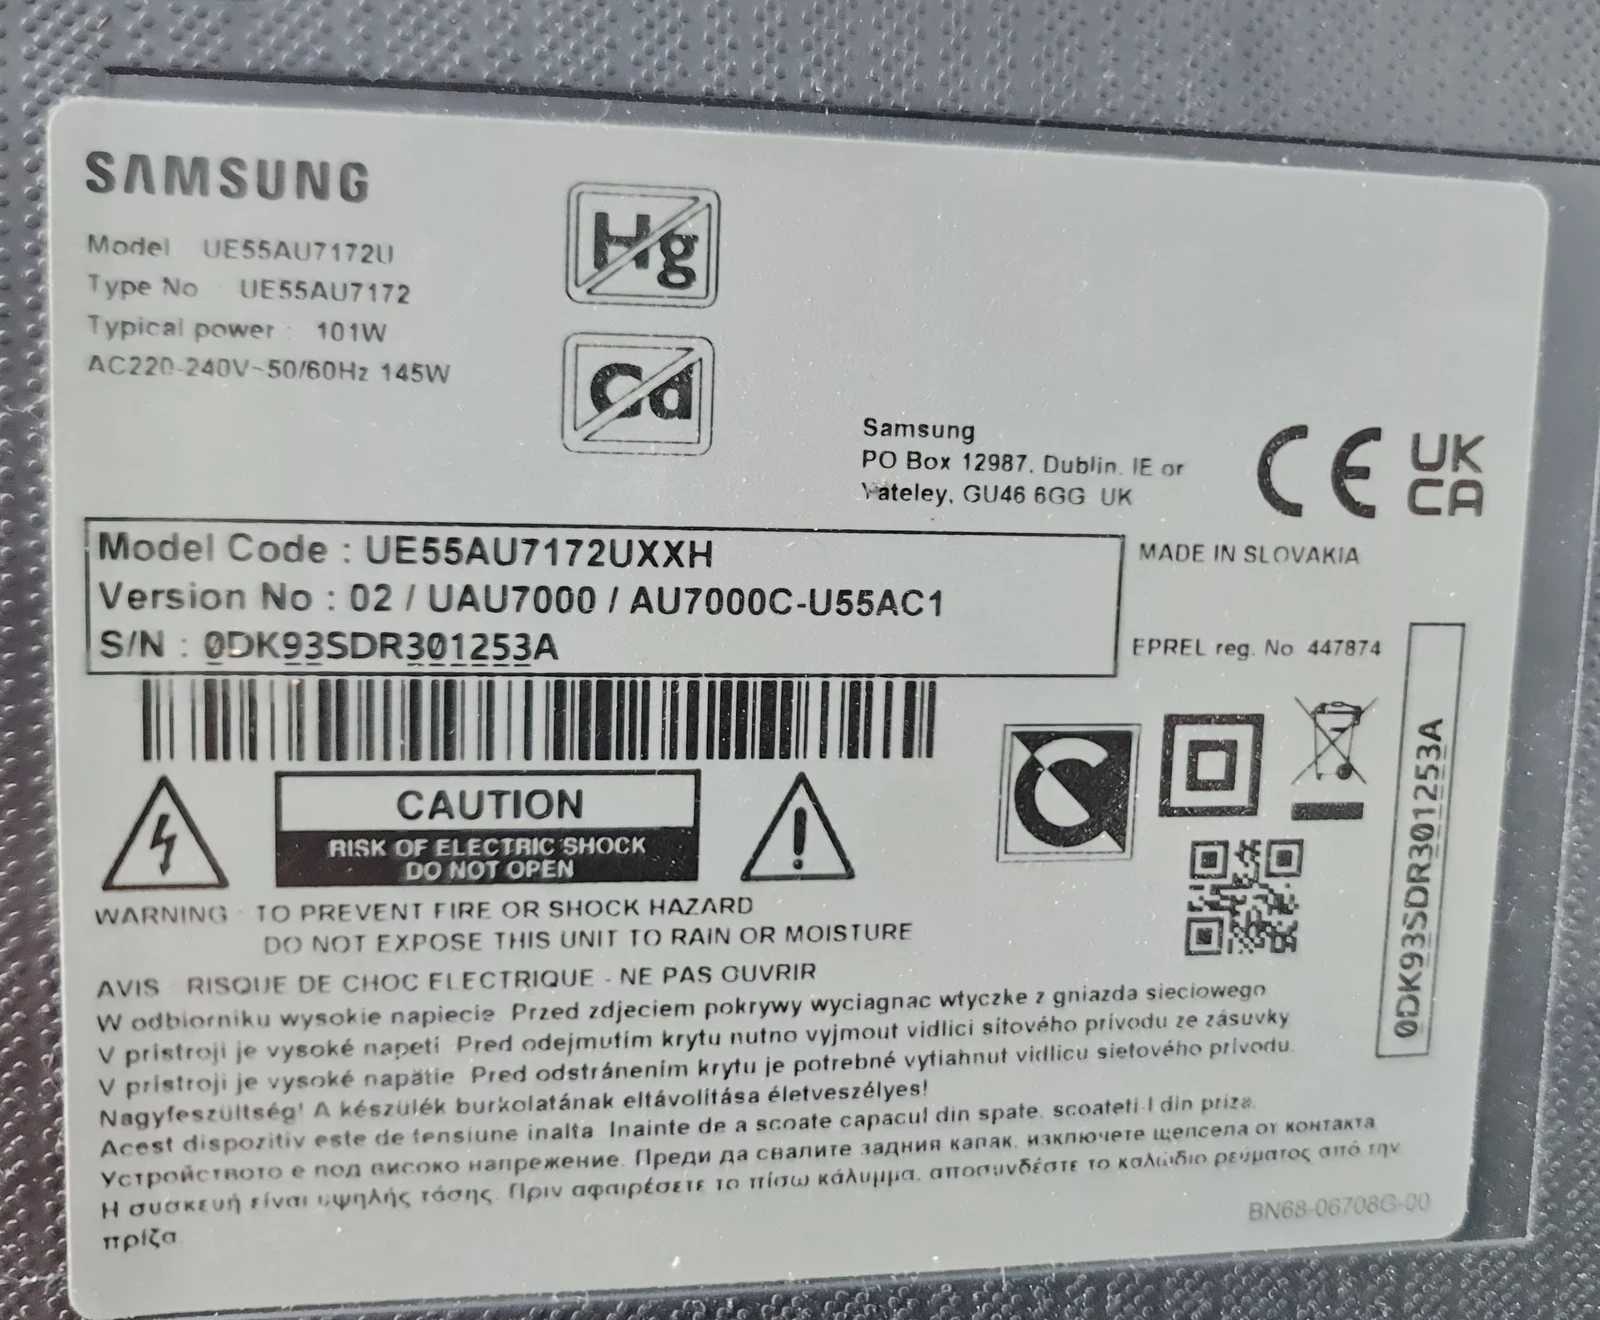 SAMSUNG
Model UE55AU7172U
Type No UE55AU7172
Typical power : 101W
AC220-240V~50/60Hz 145W
Hg
Cd
Samsung
PO Box 12987, Dublin. IE or
Yateley, GU46 6GG UK
CE
UK
CA
Model Code : UE55AU7172UXXH
Version No : 02 / UAU7000 / AU7000C-U55AC1
S/N : 0DK93SDR301253A
MADE IN SLOVAKIA
EPREL reg. No 447874
0DK93SDR301253A
CAUTION
RISK OF ELECTRIC SHOCK
DO NOT OPEN
WARNING : TO PREVENT FIRE OR SHOCK HAZARD
DO NOT EXPOSE THIS UNIT TO RAIN OR MOISTURE
AVIS : RISQUE DE CHOC ELECTRIQUE - NE PAS OUVRIR
W odbiorniku wysokie napiecie Przed zdjeciem pokrywy wyciagnac wtyczke z gniazda sieciowego
V pristroji je vysoké napetí Pred odejmutím krytu nutno vyjmout vidlici sítového prívodu ze zásuvky
V pristroji je vysoké napätie Pred odstránením krytu je potrebné vytiahnut vidlicu sietového prívodu.
Nagyfeszültség! A készülék burkolatának eltávolítása életveszélyes!
Acest dispozitiv este de tensiune inalta Inainte de a scoate capacul din spate, scoateti-l din priza.
Устройството е под високо напрежение. Преди да свалите задния капак, изключете щепсела от контакта
Η συσκευή είναι υψηλής τάσης. Πριν αφαιρέσετε το πίσω κάλυμμα, αποσυνδέστε το καλώδιο ρεύματος από την
πρίζα
BN68-06708G-00